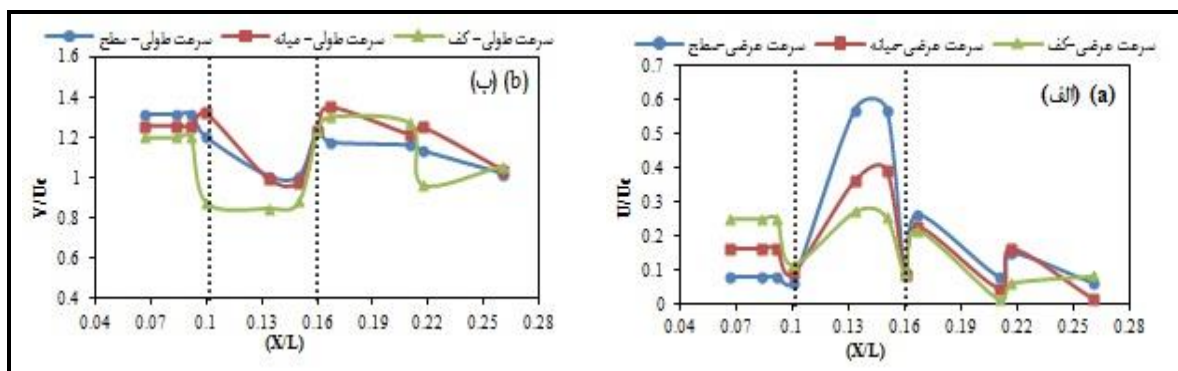 سرعت طولی- سطح سرعت طولی- میانه سرعت طولی- کف
(ب) (b)
1.6
1.4
1.2
1
0.8
0.6
0.4
V/Uc
0.04 0.07 0.1 0.13 0.16 0.19 0.22 0.25 0.28
(X/L)
سرعت عرضی-سطح سرعت عرضی-میانه سرعت عرضی-کف
(الف) (a)
0.7
0.6
0.5
0.4
0.3
0.2
0.1
0
U/Uc
0.04 0.07 0.1 0.13 0.16 0.19 0.22 0.25 0.28
(X/L)